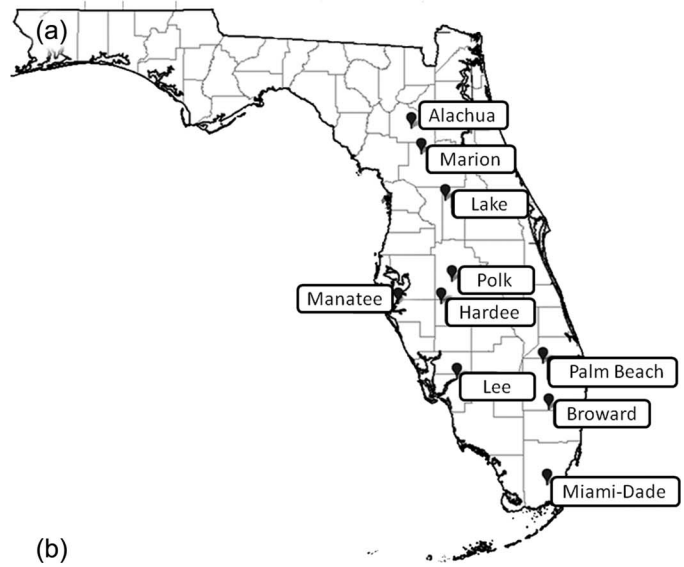 (a)
Alachua
Marion
Lake
Polk
Manatee
Hardee
Palm Beach
Lee
Broward
Miami-Dade
(b)